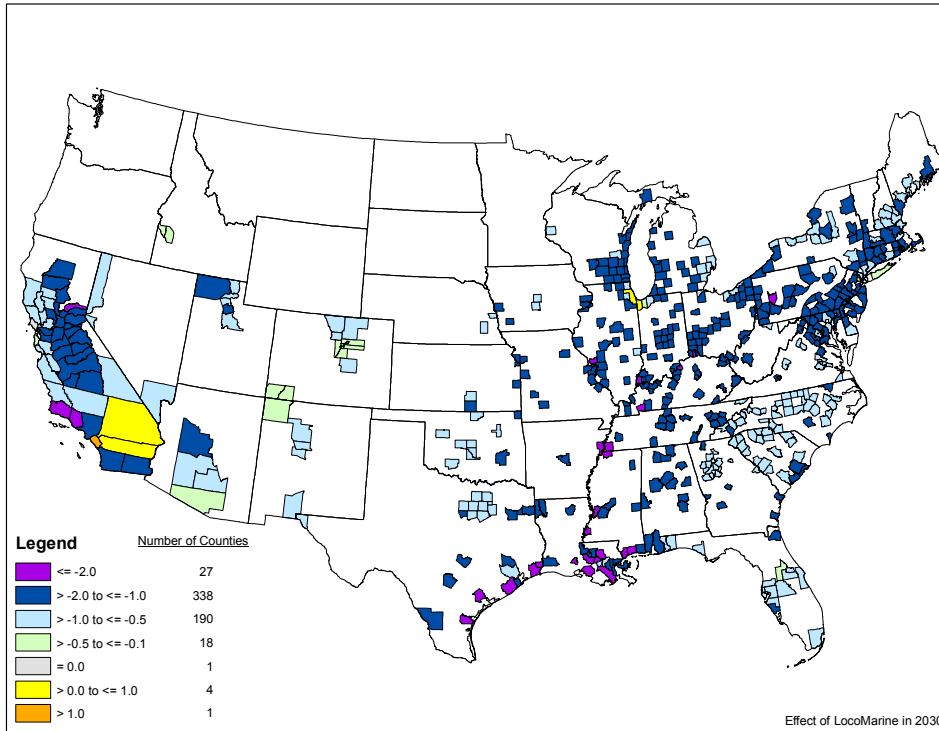 Legend Number of Counties
<= -2.0 27
> -2.0 to <= -1.0 338
> -1.0 to <= -0.5 190
> -0.5 to <= -0.1 18
= 0.0 1
> 0.0 to <= 1.0 4
> 1.0 1
Effect of LocoMarine in 2030